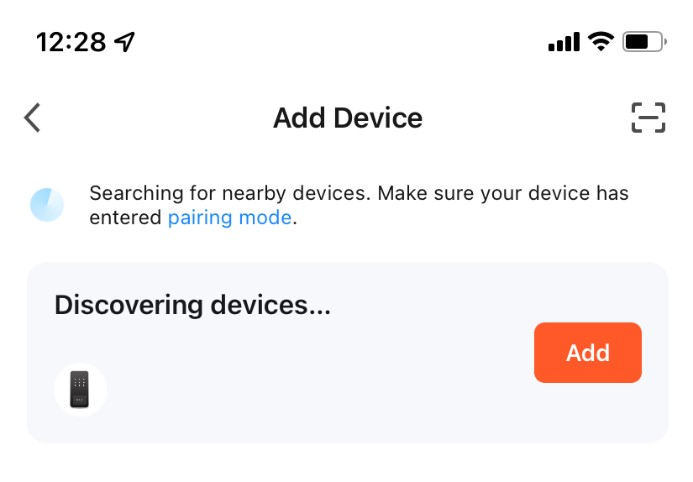 12:28
Add Device
Searching for nearby devices. Make sure your device has
entered pairing mode.
Discovering devices...
Add